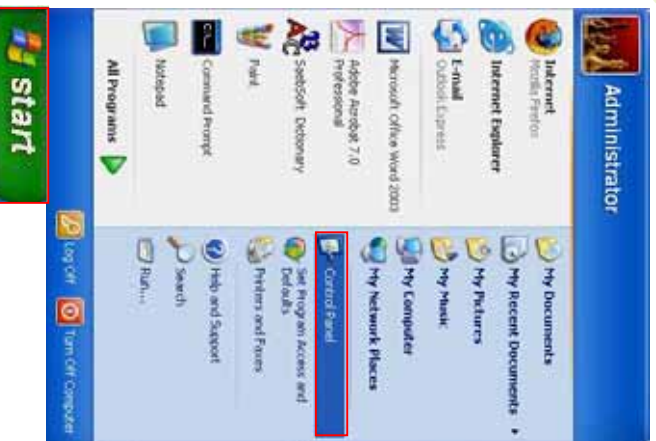 Administrator
Internet
Mozilla Firefox
Internet Explorer
E-mail
Outlook Express
Microsoft Office Word 2003
Adobe Acrobat 7.0
Professional
SaebSoft Dictionary
Paint
Command Prompt
Notepad
All Programs
My Documents
My Recent Documents
My Pictures
My Music
My Computer
My Network Places
Control Panel
Set Program Access and
Defaults
Printers and Faxes
Help and Support
Search
Run...
Log Off
Turn Off Computer
start